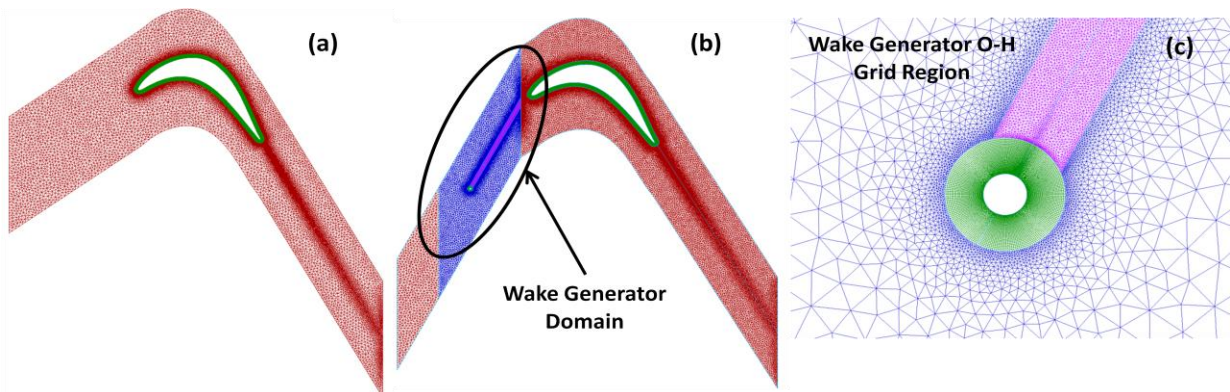 (a)
(b)
Wake Generator
Domain
Wake Generator O-H
Grid Region
(c)